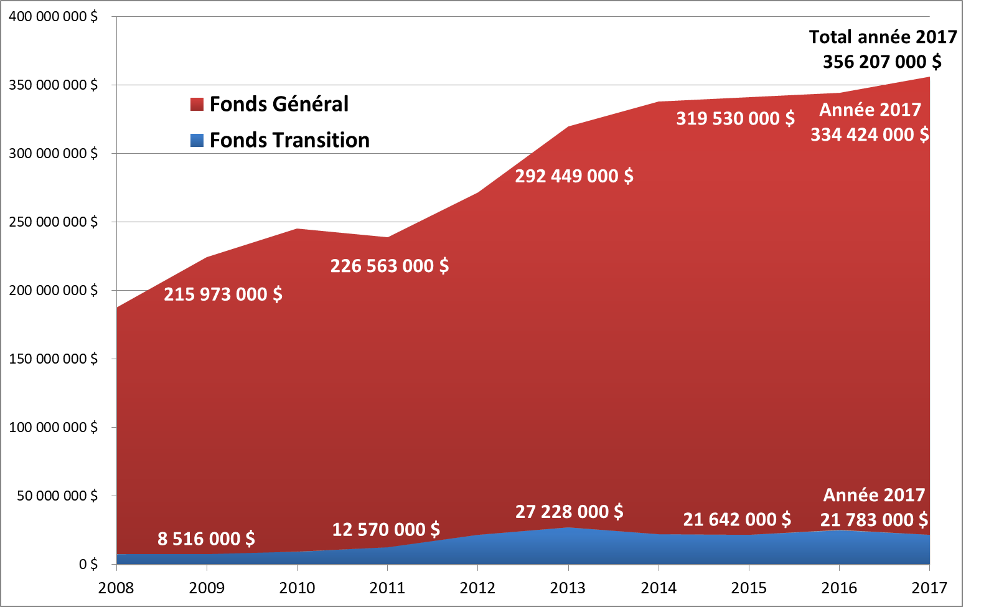 400 000 000 $
350 000 000 $
300 000 000 $
250 000 000 $
200 000 000 $
150 000 000 $
100 000 000 $
50 000 000 $
0 $
Fonds Général
Fonds Transition
Total année 2017
356 207 000 $
Année 2017
334 424 000 $
319 530 000 $
292 449 000 $
226 563 000 $
215 973 000 $
Année 2017
21 783 000 $
21 642 000 $
27 228 000 $
12 570 000 $
8 516 000 $
2008 2009 2010 2011 2012 2013 2014 2015 2016 2017